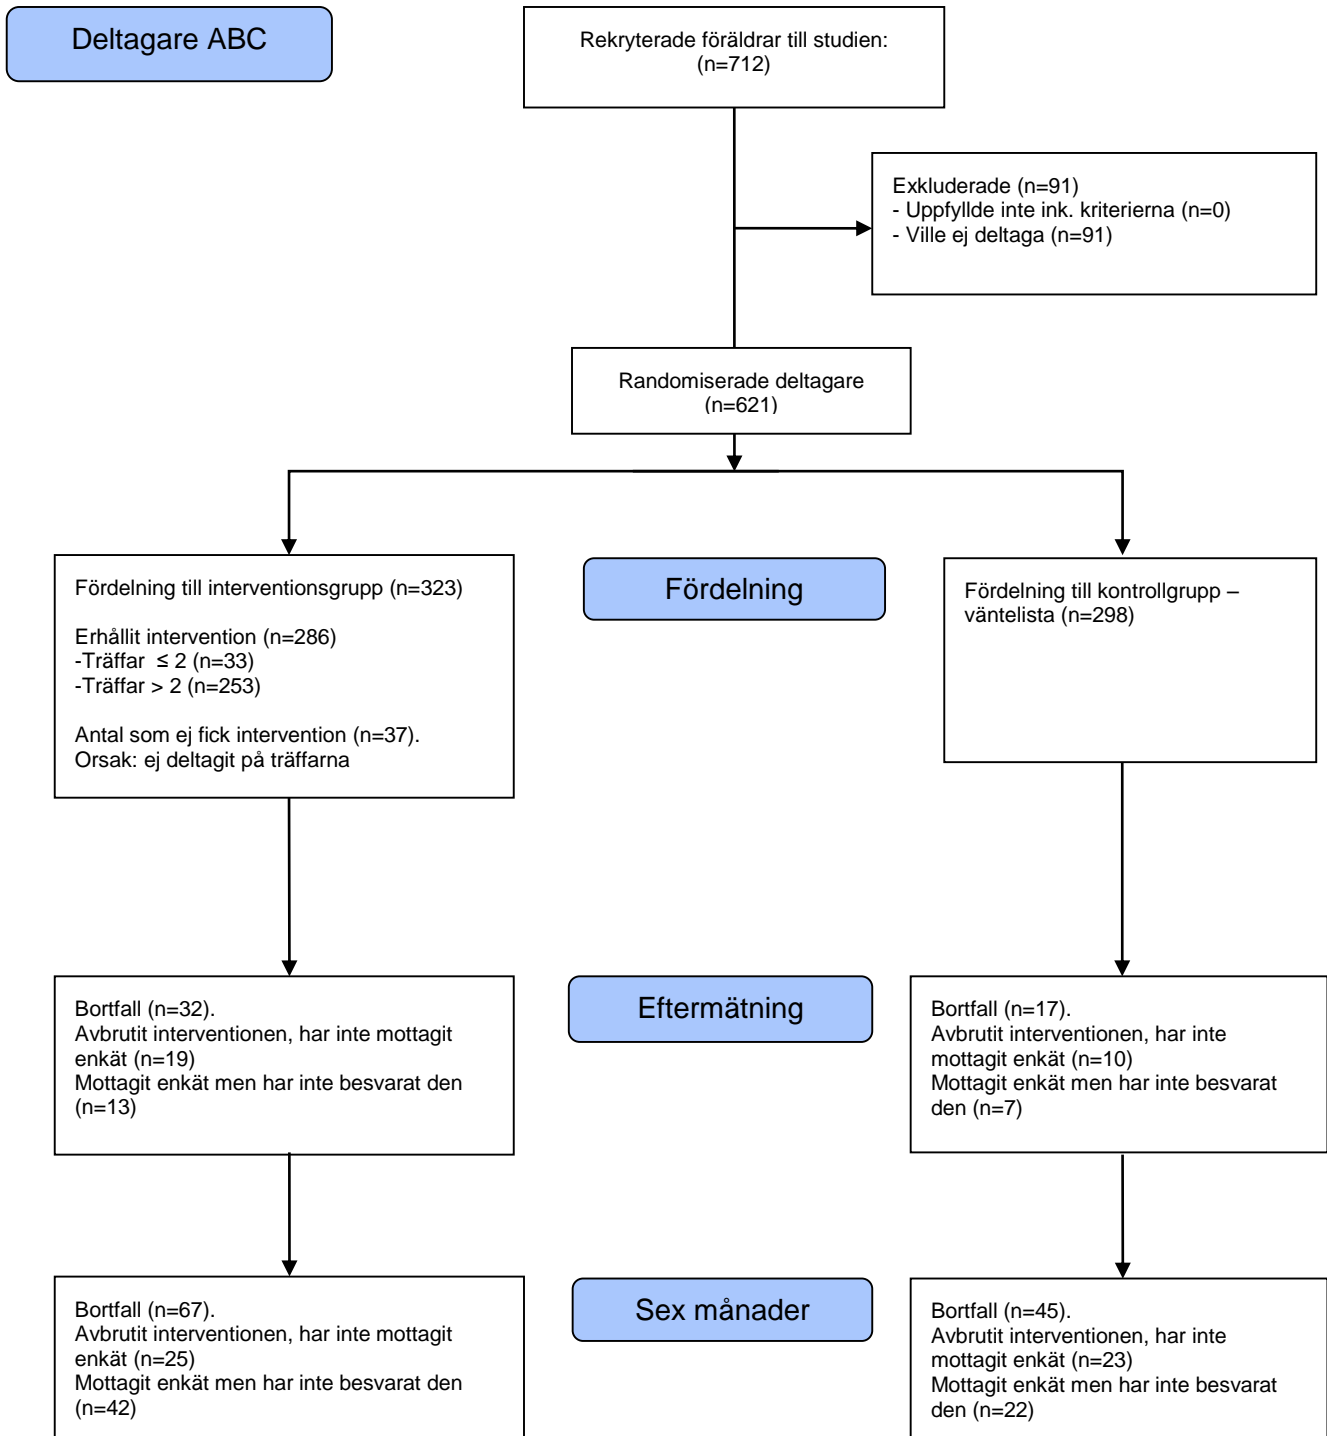 Deltagare ABC
Rekryterade föräldrar till studien:
(n=712)
Exkluderade (n=91)
- Uppfyllde inte ink. kriterierna (n=0)
- Ville ej deltaga (n=91)
Randomiserade deltagare
(n=621)
Fördelning till interventionsgrupp (n=323)
Erhållit intervention (n=286)
-Träffar ≤ 2 (n=33)
-Träffar > 2 (n=253)
Antal som ej fick intervention (n=37).
Orsak: ej deltagit på träffarna
Fördelning
Fördelning till kontrollgrupp –
väntelista (n=298)
Bortfall (n=32).
Avbrutit interventionen, har inte mottagit
enkät (n=19)
Mottagit enkät men har inte besvarat den
(n=13)
Eftermätning
Bortfall (n=17).
Avbrutit interventionen, har inte
mottagit enkät (n=10)
Mottagit enkät men har inte besvarat
den (n=7)
Bortfall (n=67).
Avbrutit interventionen, har inte mottagit
enkät (n=25)
Mottagit enkät men har inte besvarat den
(n=42)
Sex månader
Bortfall (n=45).
Avbrutit interventionen, har inte
mottagit enkät (n=23)
Mottagit enkät men har inte besvarat
den (n=22)